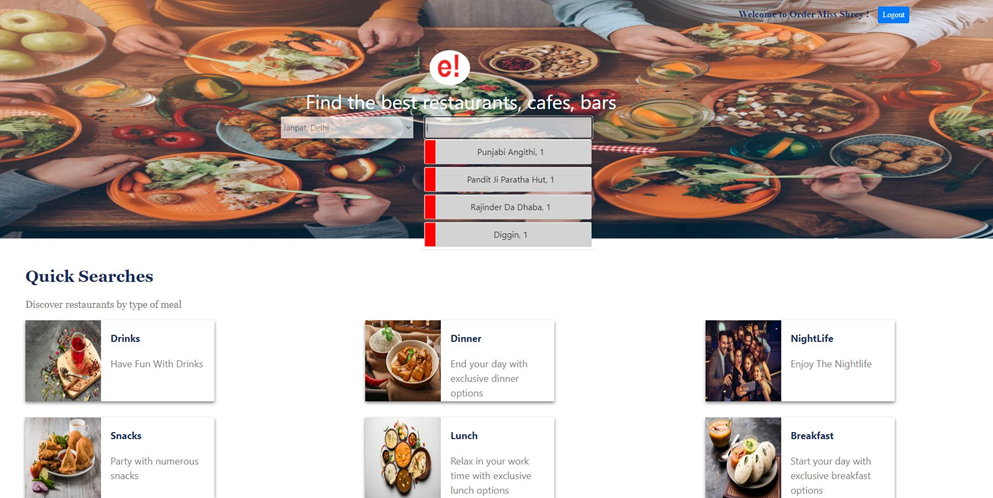 Welcome to Order Miss Shrey !
Logout
e!
Find the best restaurants, cafes, bars
Janpat, Delhi
Punjabi Angithi, 1
Pandit Ji Paratha Hut, 1
Rajinder Da Dhaba, 1
Diggin, 1
Quick Searches
Discover restaurants by type of meal
Drinks
Have Fun With Drinks
Dinner
End your day with
exclusive dinner
options
NightLife
Enjoy The Nightlife
Snacks
Party with numerous
snacks
Lunch
Relax in your work
time with exclusive
lunch options
Breakfast
Start your day with
exclusive breakfast
options